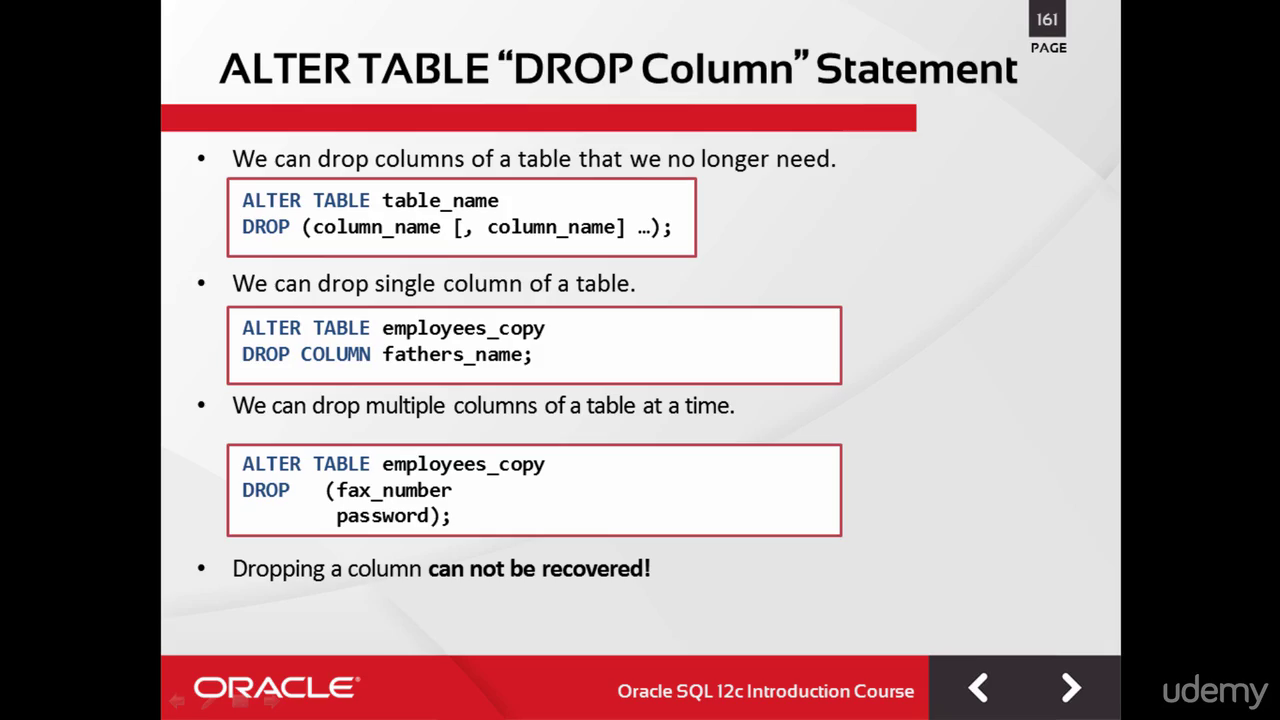 161
PAGE
ALTER TABLE “DROP Column” Statement
• We can drop columns of a table that we no longer need.
ALTER TABLE table_name
DROP (column_name [, column_name] …);
• We can drop single column of a table.
ALTER TABLE employees_copy
DROP COLUMN fathers_name;
• We can drop multiple columns of a table at a time.
ALTER TABLE employees_copy
DROP (fax_number
password);
• Dropping a column can not be recovered!
ORACLE®
Oracle SQL 12c Introduction Course
udemy